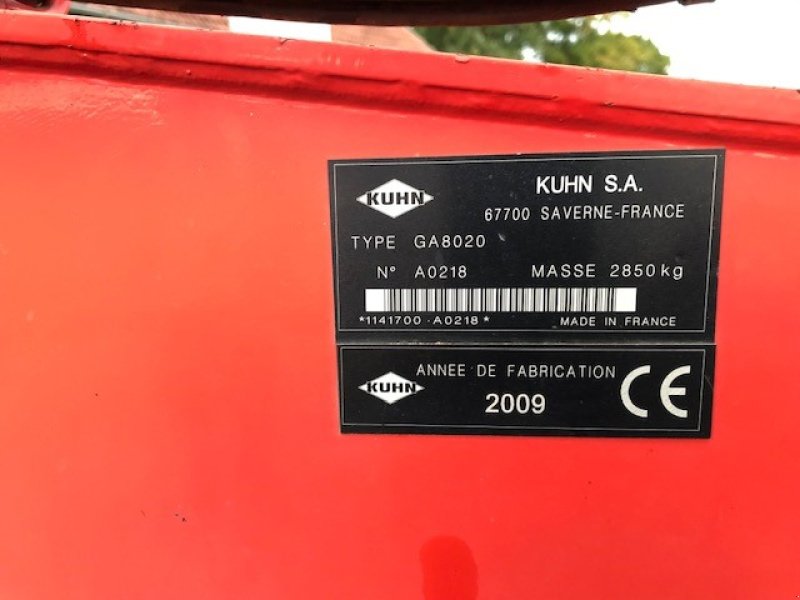 KUHN
KUHN S.A.
67700 SAVERNE-FRANCE
TYPE GA8020
N° A0218 MASSE 2850kg
*1141700-A0218* MADE IN FRANCE
KUHN
ANNEE DE FABRICATION
2009
CE